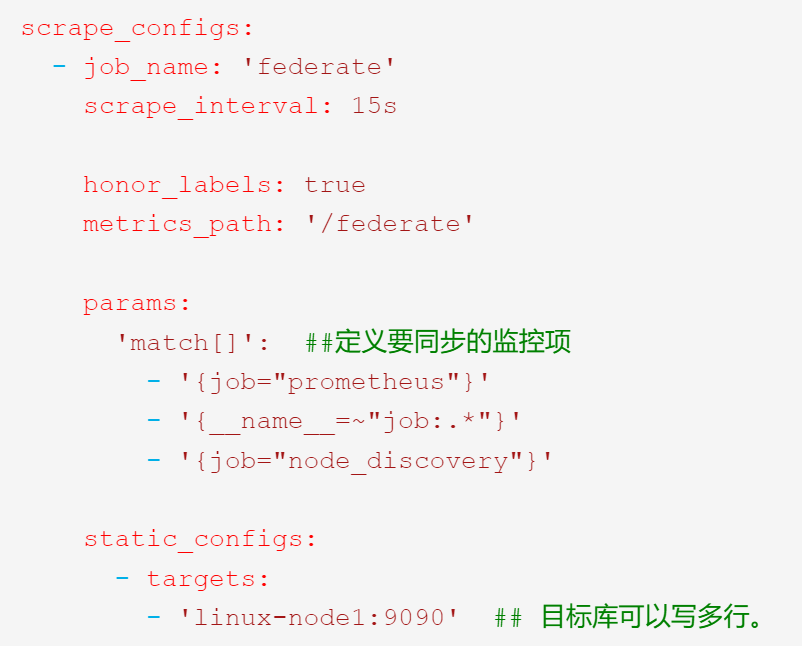 scrape_configs:
  - job_name: 'federate'
    scrape_interval: 15s

    honor_labels: true
    metrics_path: '/federate'

    params:
      'match[]':  ##定义要同步的监控项
        - '{job="prometheus"}'
        - '{__name__=~"job:.*"}'
        - '{job="node_discovery"}'

    static_configs:
      - targets:
        - 'linux-node1:9090'  ## 目标库可以写多行。